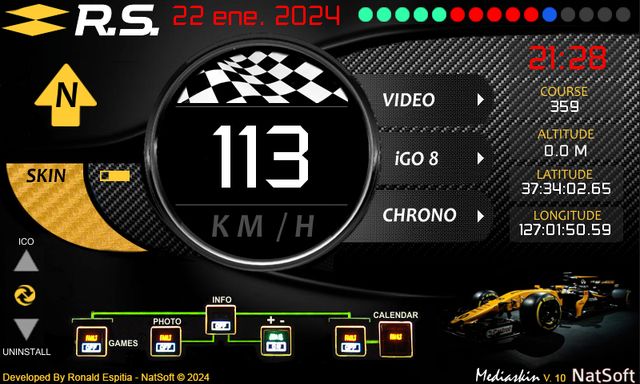 R.S. 22 ene. 2024
21:28
N
VIDEO
COURSE
359
113
KM/H
iGO 8
ALTITUDE
0.0 M
SKIN
LATITUDE
37:34:02.65
CHRONO
LONGITUDE
127:01:50.59
ICO
UNINSTALL
GAMES
PHOTO
INFO
+ -
CALENDAR
Developed By Ronald Espitia - NatSoft © 2024
Mediaskin V. 10 NatSoft